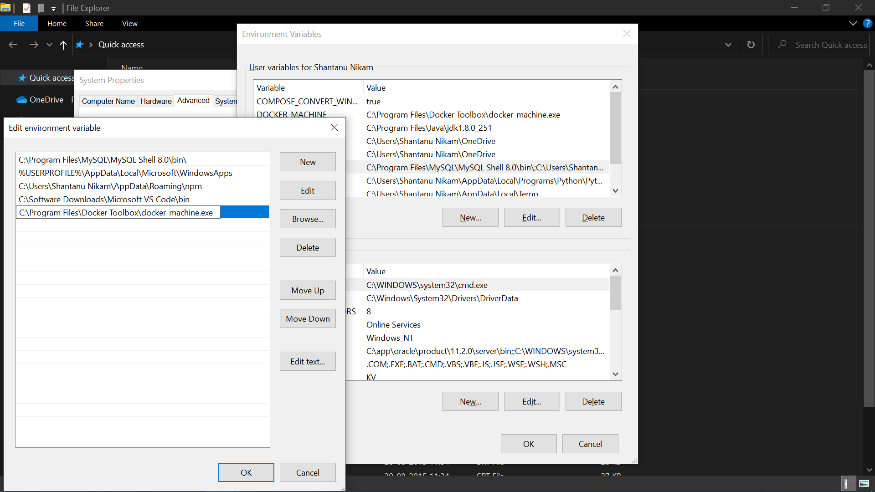 File Explorer
File Home Share View
Quick access
Search Quick access
Name
Quick access
OneDrive
System Properties
Computer Name Hardware Advanced System
Environment Variables
User variables for Shantanu Nikam
Variable Value
COMPOSE_CONVERT_WIN... true
DOCKER_MACHINE C:\Program Files\Docker Toolbox\docker machine.exe
C:\Program Files\Java\jdk1.8.0_251
C:\Users\Shantanu Nikam\OneDrive
C:\Users\Shantanu Nikam\OneDrive
C:\Program Files\MySQL\MySQL Shell 8.0\bin\;C:\Users\Shantan...
C:\Users\Shantanu Nikam\AppData\Local\Programs\Python\Pyt...
C:\Users\Shantanu Nikam\AppData\Local\Temp
New... Edit... Delete
Value
C:\WINDOWS\system32\cmd.exe
C:\Windows\System32\Drivers\DriverData
RS 8
Online Services
Windows_NT
C:\app\oracle\product\11.2.0\server\bin;;C:\WINDOWS\system3...
.COM;.EXE;.BAT;.CMD;.VBS;.VBE;.JS;.JSE;.WSF;.WSH;.MSC
KV
New... Edit... Delete
OK Cancel
Edit environment variable
C:\Program Files\MySQL\MySQL Shell 8.0\bin\
%USERPROFILE%\AppData\Local\Microsoft\WindowsApps
C:\Users\Shantanu Nikam\AppData\Roaming\npm
C:\Software Downloads\Microsoft VS Code\bin
C:\Program Files\Docker Toolbox\docker machine.exe
New
Edit
Browse...
Delete
Move Up
Move Down
Edit text...
OK Cancel